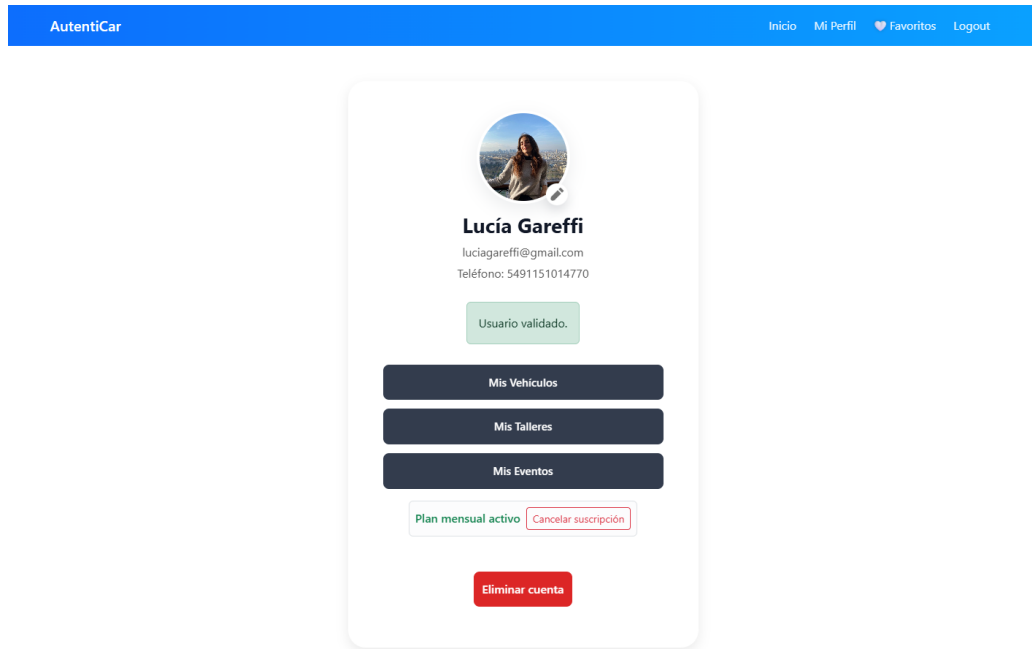 AutentiCar
Inicio Mi Perfil 🤍 Favoritos Logout
Lucía Gareffi
luciagareffi@gmail.com
Teléfono: 5491151014770
Usuario validado.
Mis Vehículos
Mis Talleres
Mis Eventos
Plan mensual activo Cancelar suscripción
Eliminar cuenta